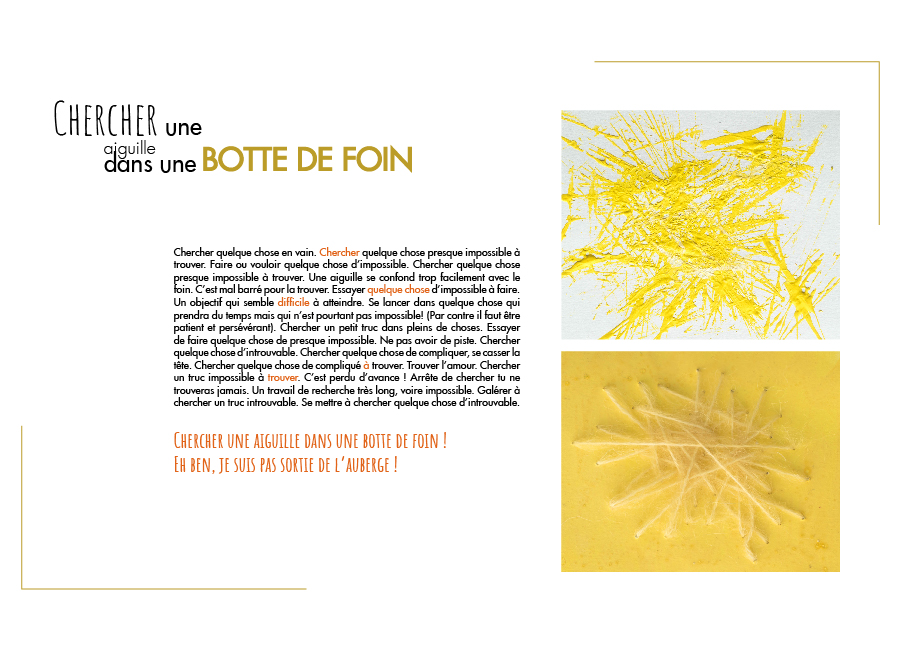 CHERCHER une
aiguille
dans une BOTTE DE FOIN
Chercher quelque chose en vain. Chercher quelque chose presque impossible à
trouver. Faire ou vouloir quelque chose d’impossible. Chercher quelque chose
presque impossible à trouver. Une aiguille se confond trop facilement avec le
foin. C’est mal barré pour la trouver. Essayer quelque chose d’impossible à faire.
Un objectif qui semble difficile à atteindre. Se lancer dans quelque chose qui
prendra du temps mais qui n’est pourtant pas impossible! (Par contre il faut être
patient et persévérant). Chercher un petit truc dans pleins de choses. Essayer
de faire quelque chose de presque impossible. Ne pas avoir de piste. Chercher
quelque chose d’introuvable. Chercher quelque chose de compliquer, se casser la
tête. Chercher quelque chose de compliqué à trouver. Trouver l’amour. Chercher
un truc impossible à trouver. C’est perdu d’avance ! Arrête de chercher tu ne
trouveras jamais. Un travail de recherche très long, voire impossible. Galérer à
chercher un truc introuvable. Se mettre à chercher quelque chose d’introuvable.
CHERCHER UNE AIGUILLE DANS UNE BOTTE DE FOIN !
EH BEN, JE SUIS PAS SORTIE DE L’AUBERGE !